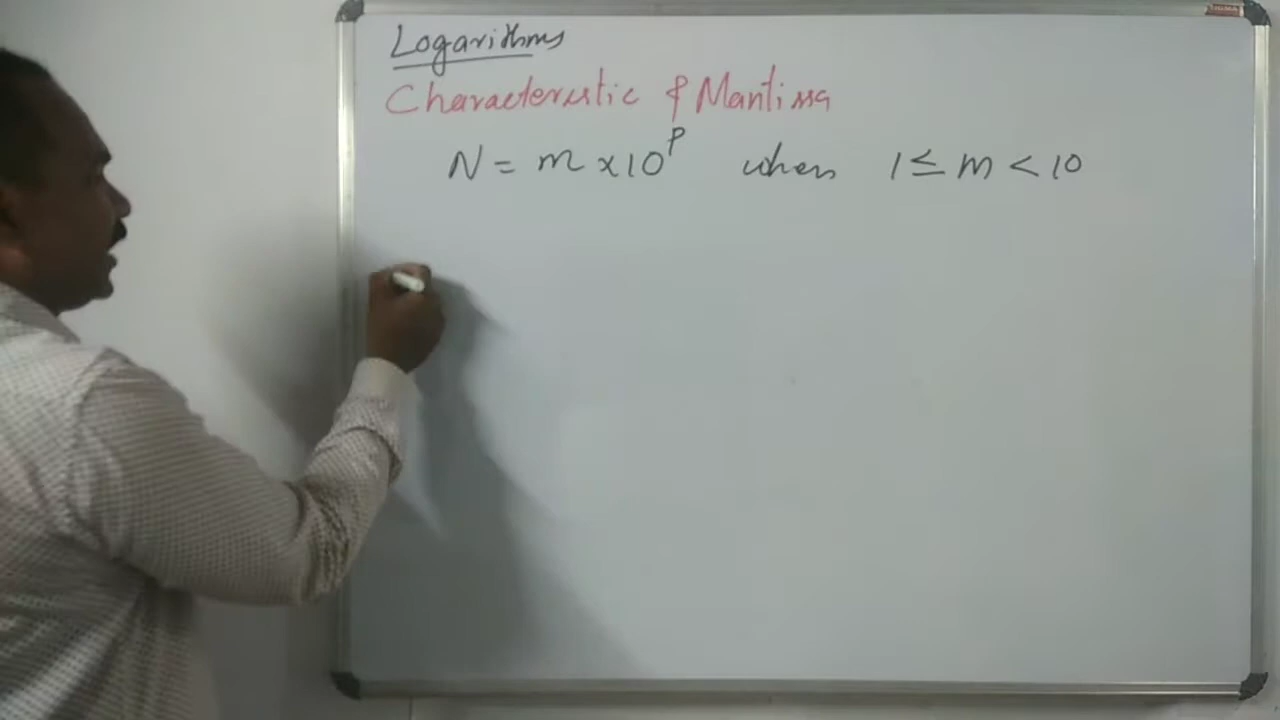 Logarithms
Characteristic & Mantissa
N = m × 10^p when 1 ≤ m < 10